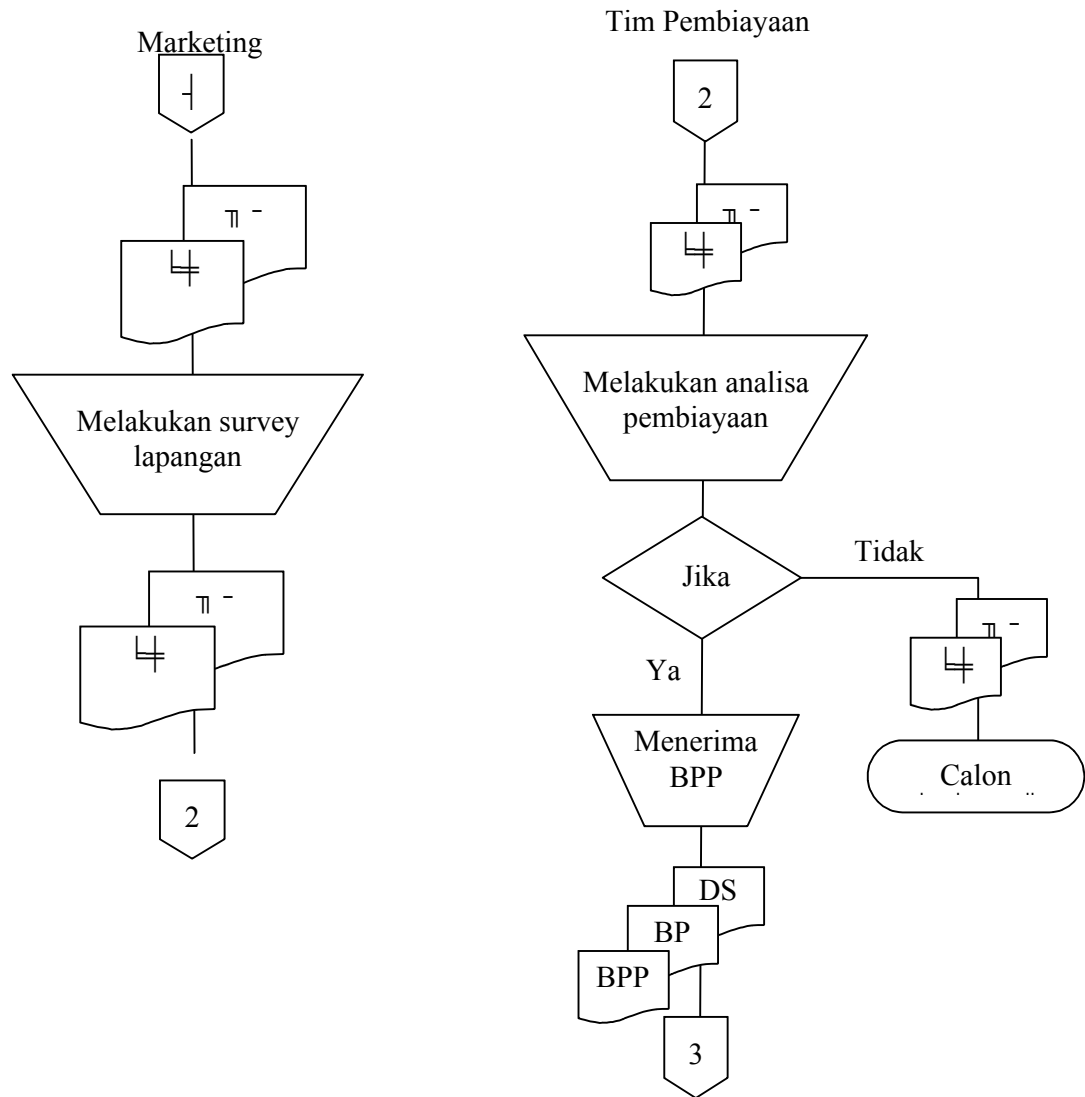 Marketing
Melakukan survey
lapangan
2
Tim Pembiayaan
2
Melakukan analisa
pembiayaan
Jika
Tidak
Ya
Calon
Menerima
BPP
DS
BP
BPP
3